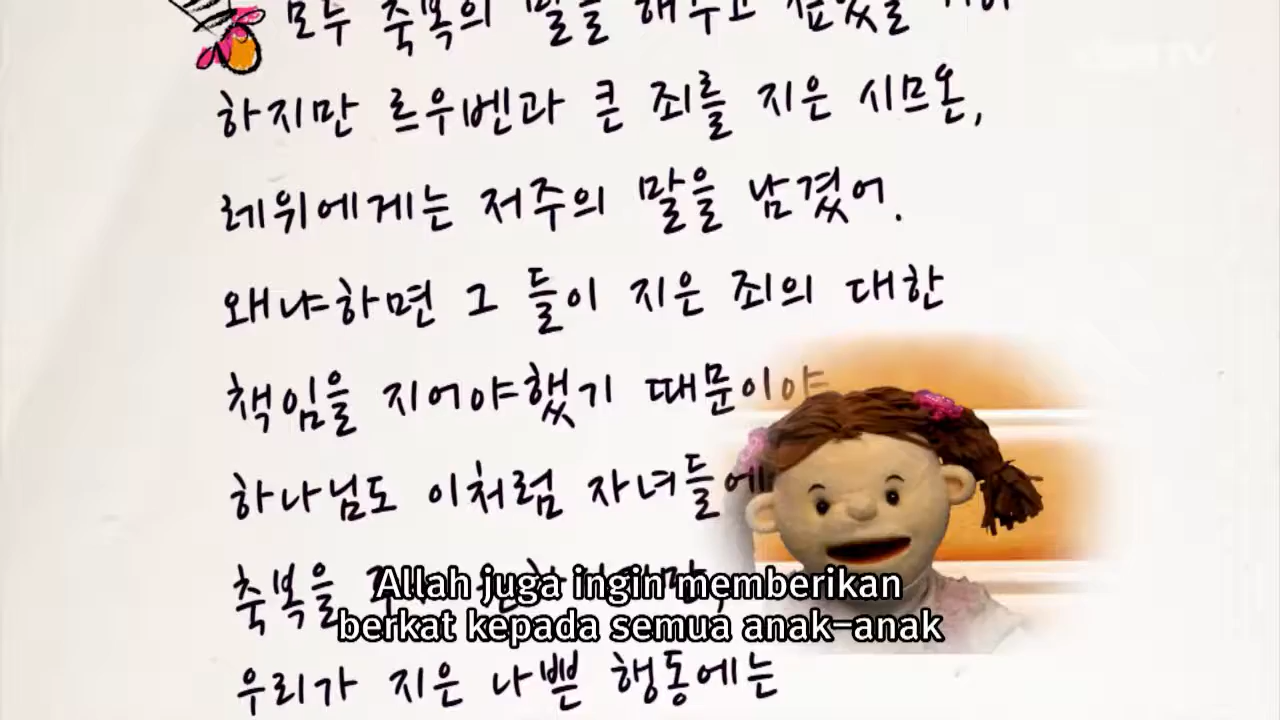 모두 축복의 말을 해주고
하지만 르우벤과 큰 죄를 지은 시므온,
레위에게는 저주의 말을 남겼어.
왜냐하면 그 들이 지은 죄의 대한
책임을 지어야했기 때문이야
하나님도 이처럼 자녀들에
축복을
Allah juga ingin memberikan
berkat kepada semua anak-anak
우리가 지은 나쁜 행동에는